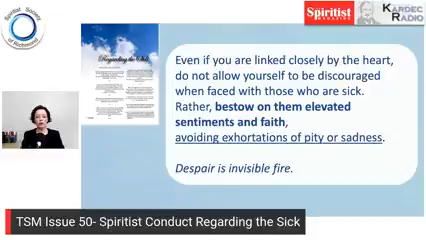 Spiritist Society
of Richmond
The
Spiritist
MAGAZINE
KARDEC
RADIO
Regarding the Sick
Even if you are linked closely by the heart,
do not allow yourself to be discouraged
when faced with those who are sick.
Rather, bestow on them elevated
sentiments and faith,
avoiding exhortations of pity or sadness.
Despair is invisible fire.
TSM Issue 50- Spiritist Conduct Regarding the Sick